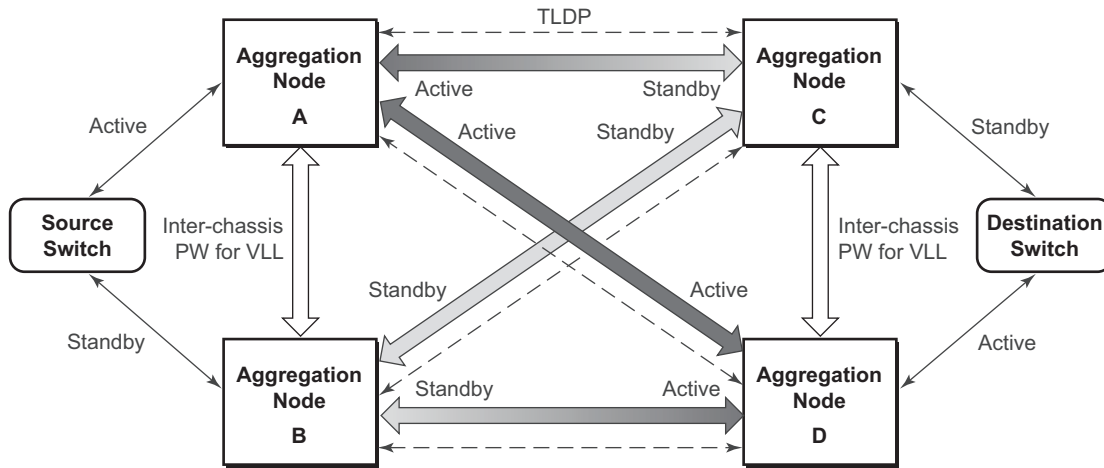 TLDP
Aggregation
Node
A
Aggregation
Node
C
Active
Standby
Active
Standby
Active
Standby
Source
Switch
Inter-chassis
PW for VLL
Inter-chassis
PW for VLL
Destination
Switch
Standby
Active
Standby
Active
Aggregation
Node
B
Standby
Active
Aggregation
Node
D